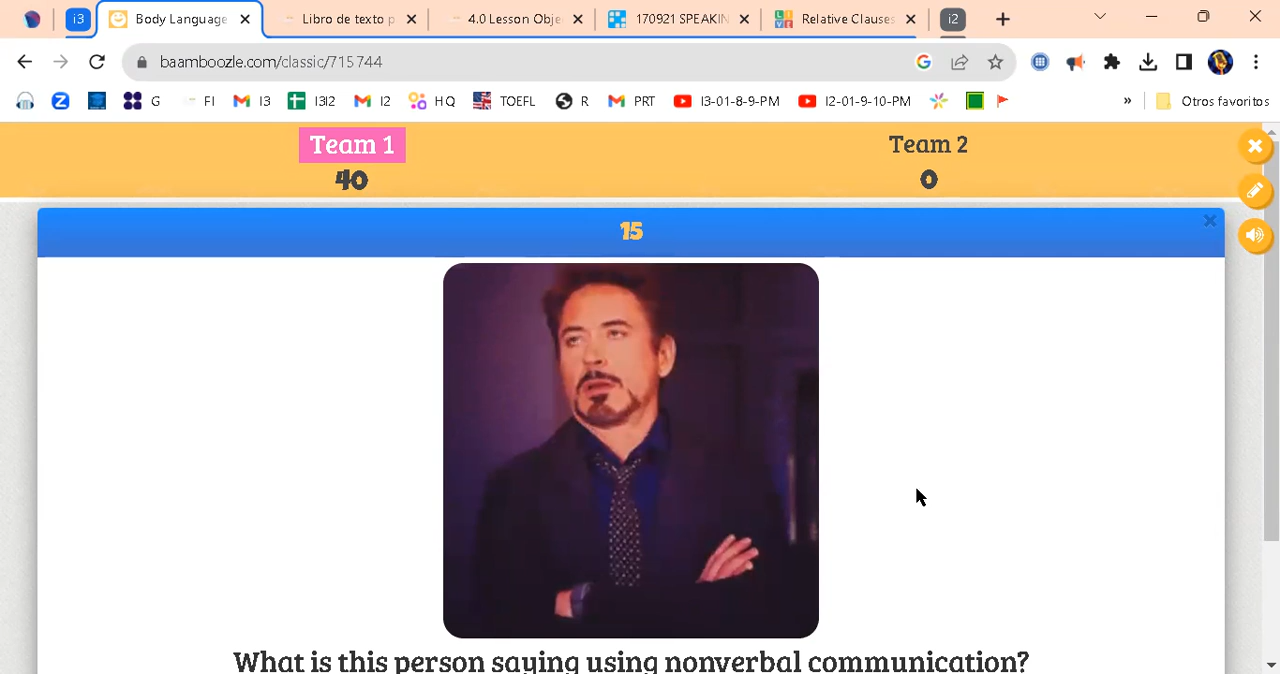 i3
Body Language
Libro de texto p
4.0 Lesson Obje
170921 SPEAKIN
LIVE
Relative Clauses
i2
baamboozle.com/classic/715744
G
FI
I3
I3I2
I2
HQ
TOEFL
R
PRT
I3-01-8-9-PM
I2-01-9-10-PM
»
Otros favoritos
Team 1
40
Team 2
0
15
What is this person saying using nonverbal communication?